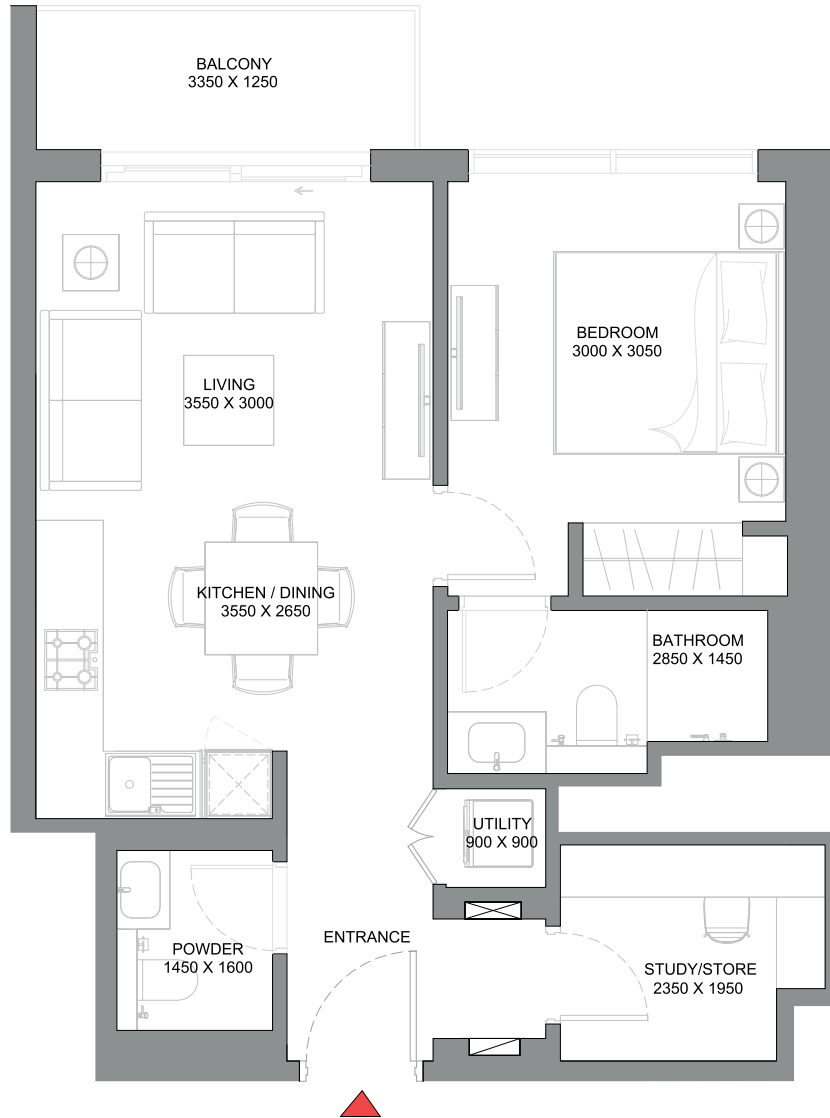 BALCONY
3350 X 1250
BEDROOM
3000 X 3050
LIVING
3550 X 3000
KITCHEN / DINING
3550 X 2650
BATHROOM
2850 X 1450
UTILITY
900 X 900
ENTRANCE
POWDER
1450 X 1600
STUDY/STORE
2350 X 1950